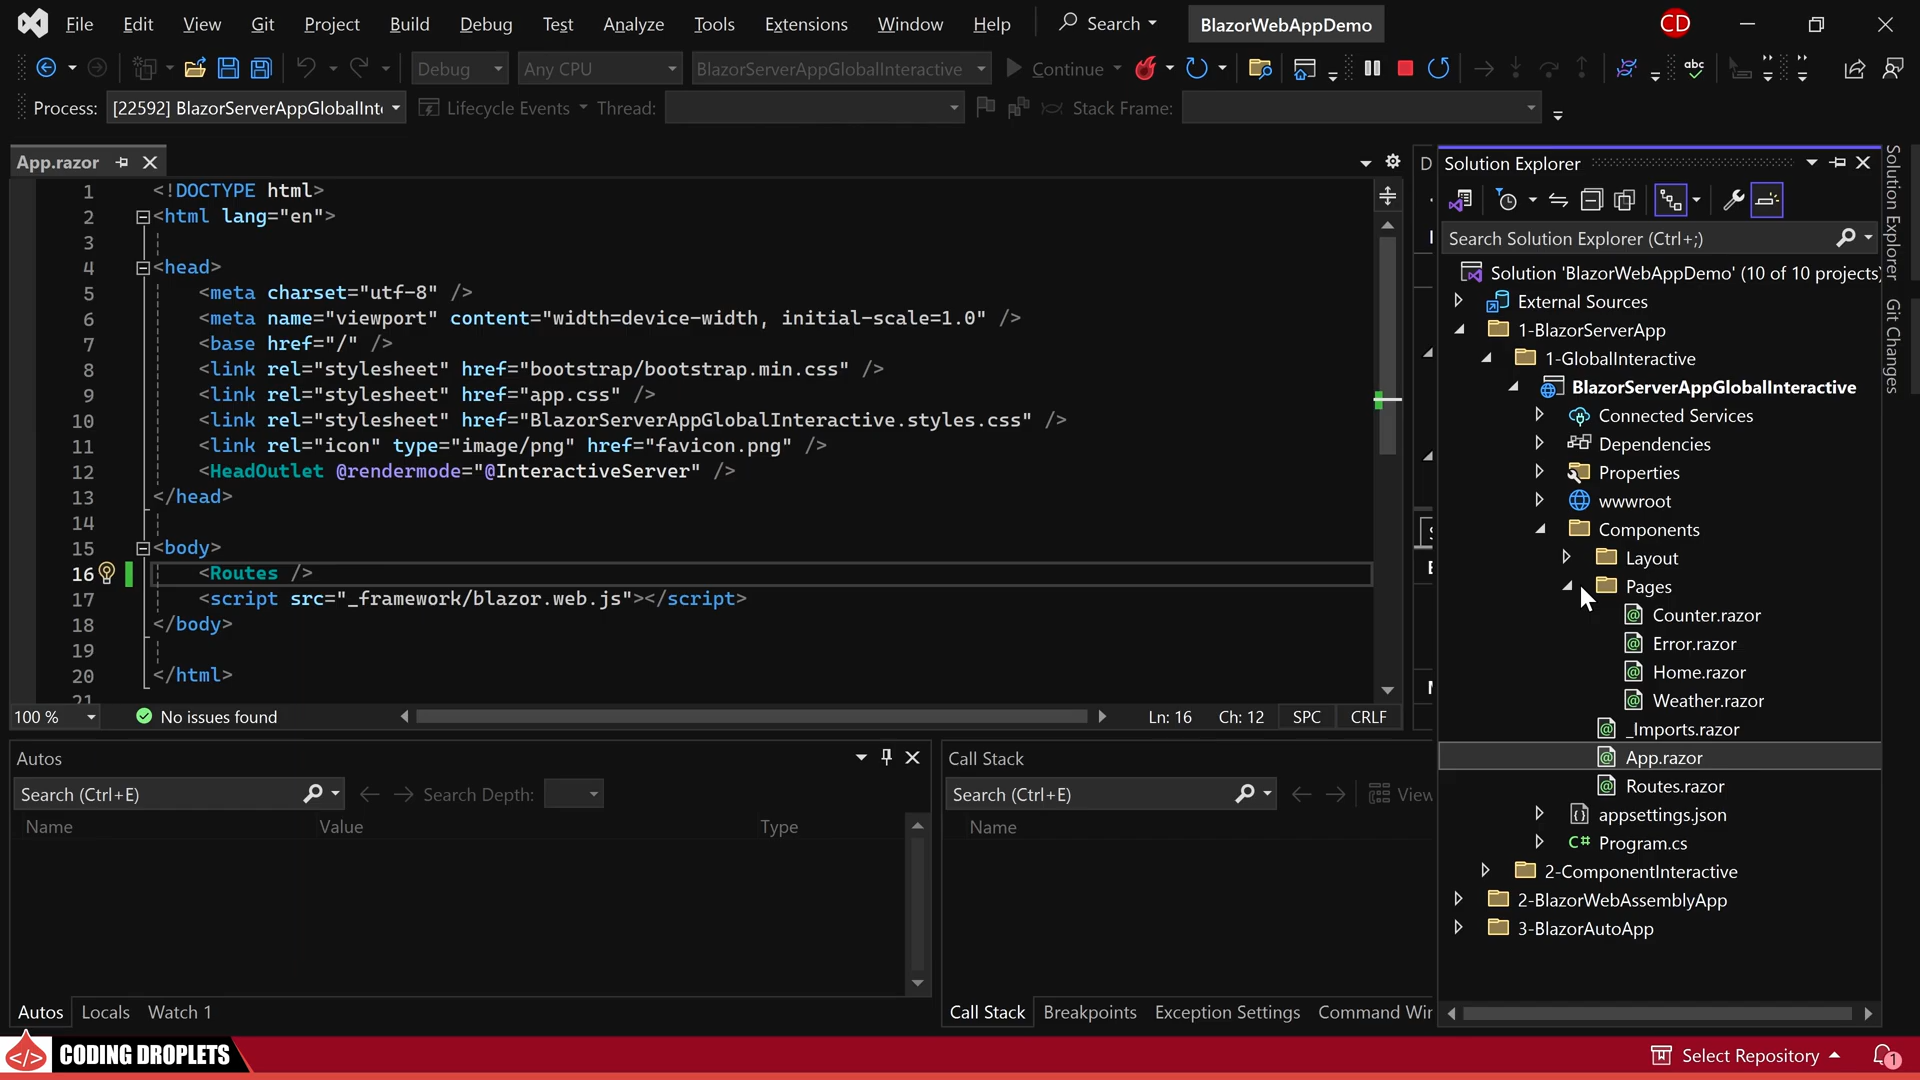 File Edit View Git Project Build Debug Test Analyze Tools Extensions Window Help Search BlazorWebAppDemo CD
Debug Any CPU BlazorServerAppGlobalInteractive Continue abc
Process: [22592] BlazorServerAppGlobalInt Lifecycle Events Thread: Stack Frame:
App.razor
1 <!DOCTYPE html>
2 <html lang="en">
3
4 <head>
5 <meta charset="utf-8" />
6 <meta name="viewport" content="width=device-width, initial-scale=1.0" />
7 <base href="/" />
8 <link rel="stylesheet" href="bootstrap/bootstrap.min.css" />
9 <link rel="stylesheet" href="app.css" />
10 <link rel="stylesheet" href="BlazorServerAppGlobalInteractive.styles.css" />
11 <link rel="icon" type="image/png" href="favicon.png" />
12 <HeadOutlet @rendermode="@InteractiveServer" />
13 </head>
14
15 <body>
16 <Routes />
17 <script src="_framework/blazor.web.js"></script>
18 </body>
19
20 </html>
21
100 % No issues found Ln: 16 Ch: 12 SPC CRLF
Solution Explorer
Search Solution Explorer (Ctrl+;)
Solution 'BlazorWebAppDemo' (10 of 10 projects)
External Sources
1-BlazorServerApp
1-GlobalInteractive
BlazorServerAppGlobalInteractive
Connected Services
Dependencies
Properties
wwwroot
Components
Layout
Pages
Counter.razor
Error.razor
Home.razor
Weather.razor
_Imports.razor
App.razor
Routes.razor
appsettings.json
C# Program.cs
2-ComponentInteractive
2-BlazorWebAssemblyApp
3-BlazorAutoApp
Solution Explorer
Git Changes
Autos
Search (Ctrl+E) Search Depth:
Name Value Type
Autos Locals Watch 1
Call Stack
Search (Ctrl+E) View
Name
Call Stack Breakpoints Exception Settings Command Wi
CODING DROPLETS
Select Repository 1